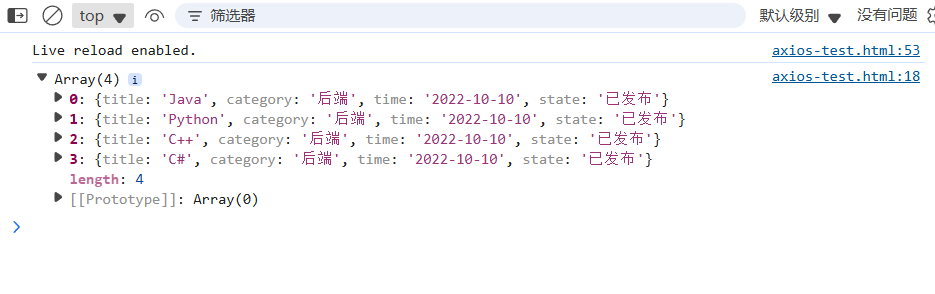 top 筛选器 默认级别 没有问题
Live reload enabled. axios-test.html:53
Array(4) i axios-test.html:18
0: {title: 'Java', category: '后端', time: '2022-10-10', state: '已发布'}
1: {title: 'Python', category: '后端', time: '2022-10-10', state: '已发布'}
2: {title: 'C++', category: '后端', time: '2022-10-10', state: '已发布'}
3: {title: 'C#', category: '后端', time: '2022-10-10', state: '已发布'}
length: 4
[[Prototype]]: Array(0)